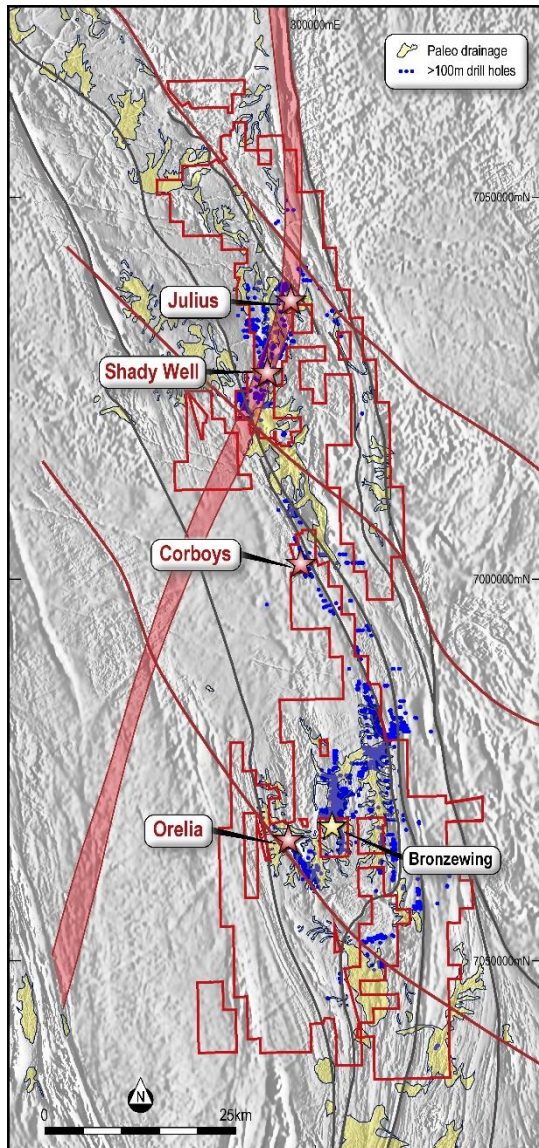 300000mE
Paleo drainage
>100m drill holes
7050000mN
Julius
Shady Well
Corboys
7000000mN
Orelia
Bronzewing
7050000mN
N
0
25km